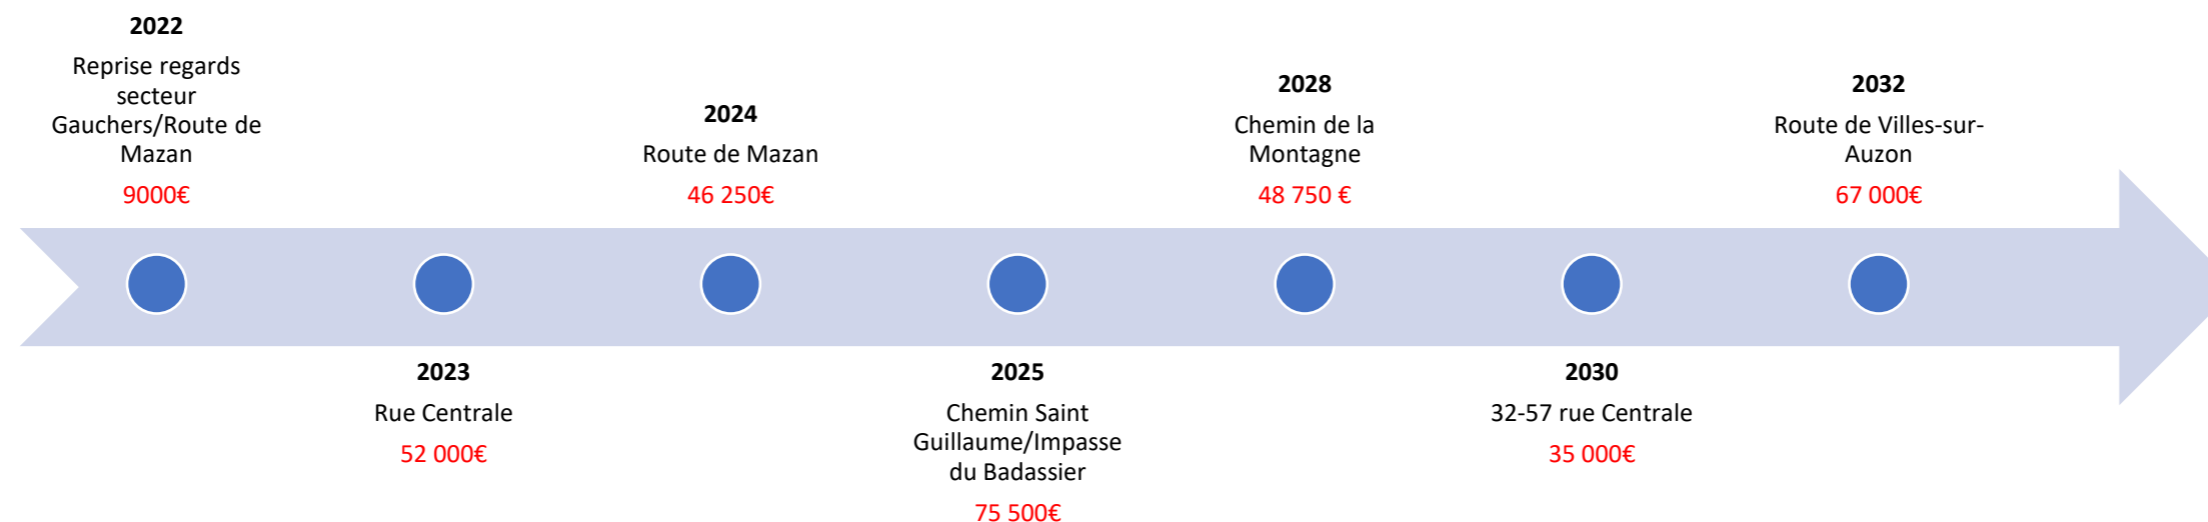 2022
Reprise regards
secteur
Gauchers/Route de
Mazan
9000€
2023
Rue Centrale
52 000€
2024
Route de Mazan
46 250€
2025
Chemin Saint
Guillaume/Impasse
du Badassier
75 500€
2028
Chemin de la
Montagne
48 750 €
2030
32-57 rue Centrale
35 000€
2032
Route de Villes-sur-
Auzon
67 000€